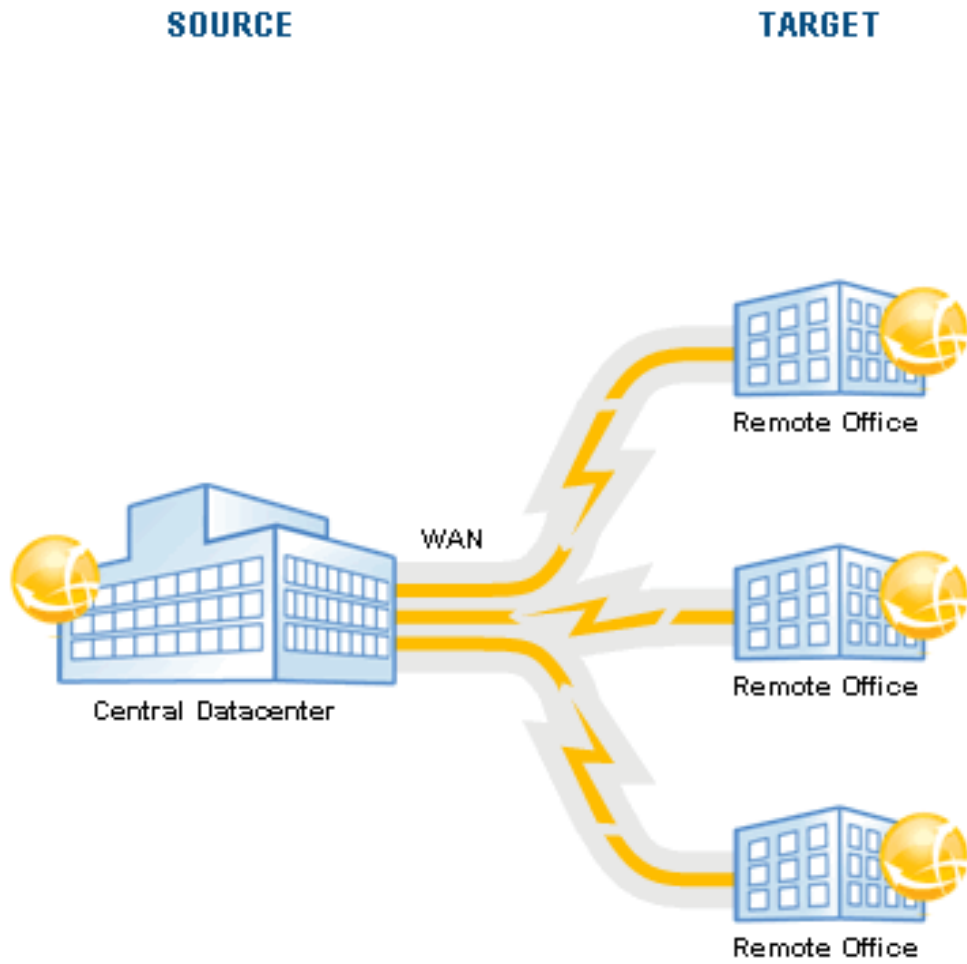 SOURCE
TARGET
Remote Office
WAN
Remote Office
Central Datacenter
Remote Office